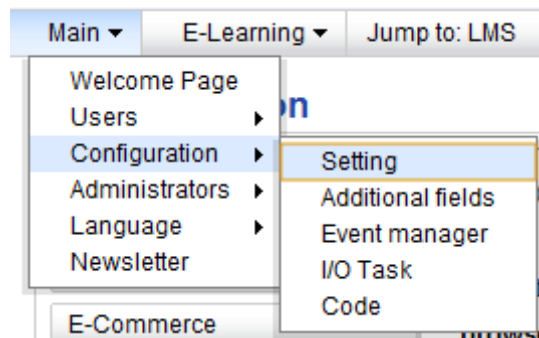 Main E-Learning Jump to: LMS
Welcome Page
Users
Configuration
Administrators
Language
Newsletter
on
Setting
Additional fields
Event manager
I/O Task
Code
E-Commerce